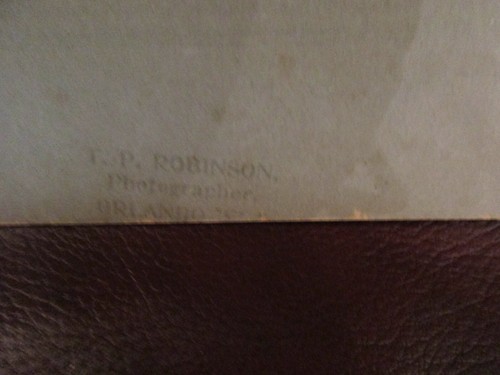 T. P. ROBINSON,
Photographer,
ORLANDO